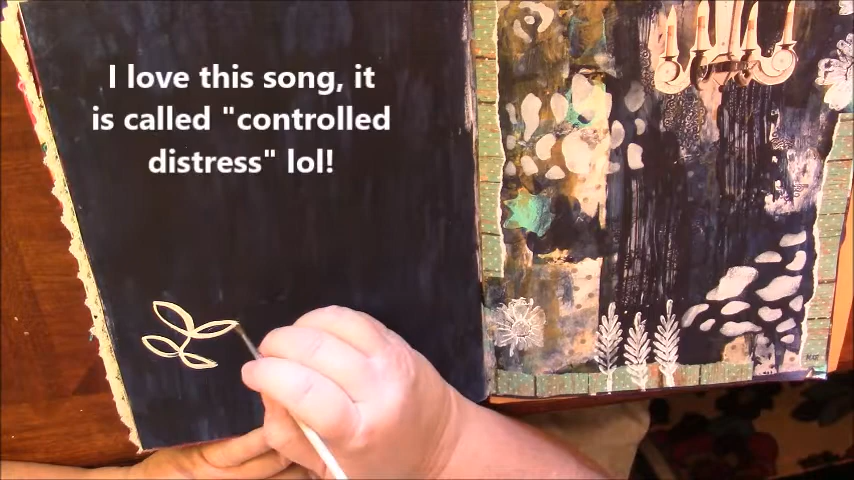 I love this song, it
is called "controlled
distress" lol!